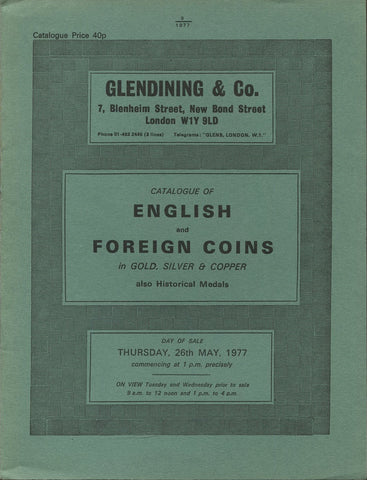 9
1977
Catalogue Price 40p
GLENDINING & Co.
7, Blenheim Street, New Bond Street
London W1Y 9LD
Phone 01-493 2445 (3 lines) Telegrams: "GLENS, LONDON, W.1."
CATALOGUE OF
ENGLISH
and
FOREIGN COINS
in GOLD, SILVER & COPPER
also Historical Medals
DAY OF SALE
THURSDAY, 26th MAY, 1977
commencing at 1 p.m. precisely
ON VIEW Tuesday and Wednesday prior to sale
9 a.m. to 12 noon and 1 p.m. to 4 p.m.